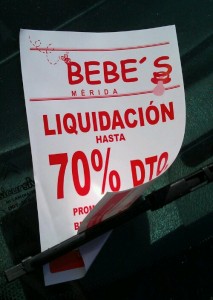 BEBE´S
MÉRIDA
LIQUIDACIÓN
HASTA
70% DTO